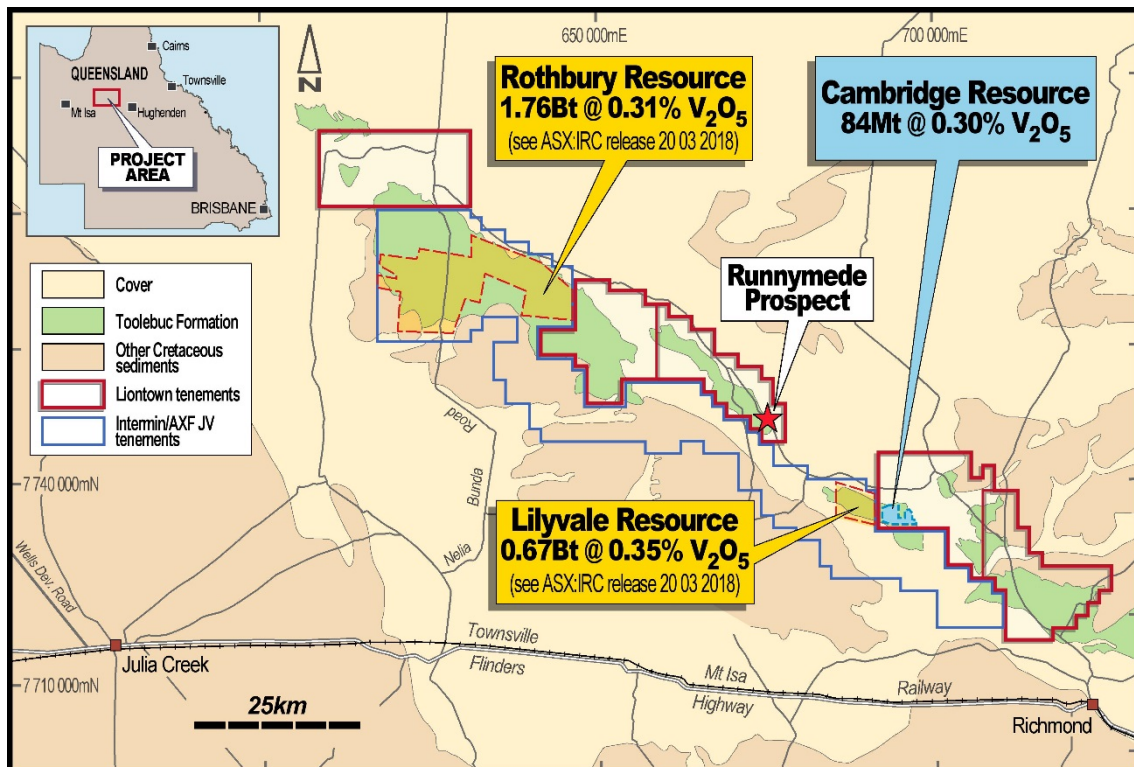 650 000mE
700 000mE
Cairns
QUEENSLAND
Townsville
Mt Isa
Hughenden
PROJECT
AREA
BRISBANE
N
Rothbury Resource
1.76Bt @ 0.31% V₂O₅
(see ASX:IRC release 20 03 2018)
Cambridge Resource
84Mt @ 0.30% V₂O₅
Runnymede
Prospect
Cover
Toolebuc Formation
Other Cretaceous
sediments
Liontown tenements
Intermin/AXF JV
tenements
Road
Bunda
Nelia
7 740 000mN
Lilyvale Resource
0.67Bt @ 0.35% V₂O₅
(see ASX:IRC release 20 03 2018)
Wells Dev. Road
Julia Creek
Townsville
Flinders
Mt Isa
Highway
Railway
7 710 000mN
25km
Richmond